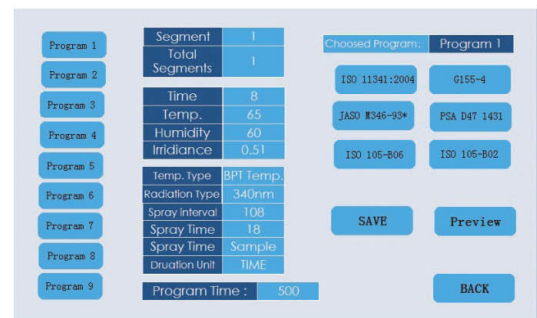 Program 1
Program 2
Program 3
Program 4
Program 5
Program 6
Program 7
Program 8
Program 9
Segment 1
Total Segments 1
Time 8
Temp. 65
Humidity 60
Irridiance 0.51
Temp. Type BPT Temp.
Radiation Type 340nm
Spray Interval 108
Spray Time 18
Spray Time Sample
Druation Unit TIME
Program Time : 500
Choosed Program: Program 1
ISO 11341:2004 G155-4
JASO M346-93* PSA D47 1431
ISO 105-B06 ISO 105-B02
SAVE Preview
BACK